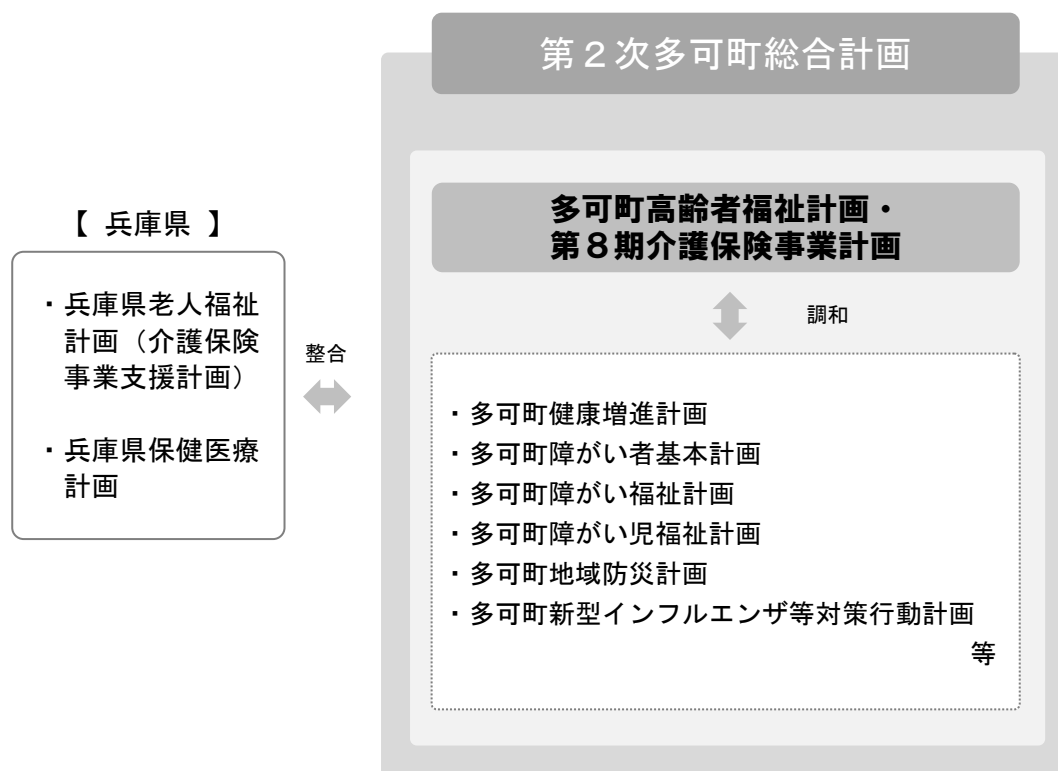 第２次多可町総合計画
【 兵庫県 】
・兵庫県老人福祉
計画（介護保険
事業支援計画）
・兵庫県保健医療
計画
整合
多可町高齢者福祉計画・
第８期介護保険事業計画
調和
・多可町健康増進計画
・多可町障がい者基本計画
・多可町障がい福祉計画
・多可町障がい児福祉計画
・多可町地域防災計画
・多可町新型インフルエンザ等対策行動計画
等